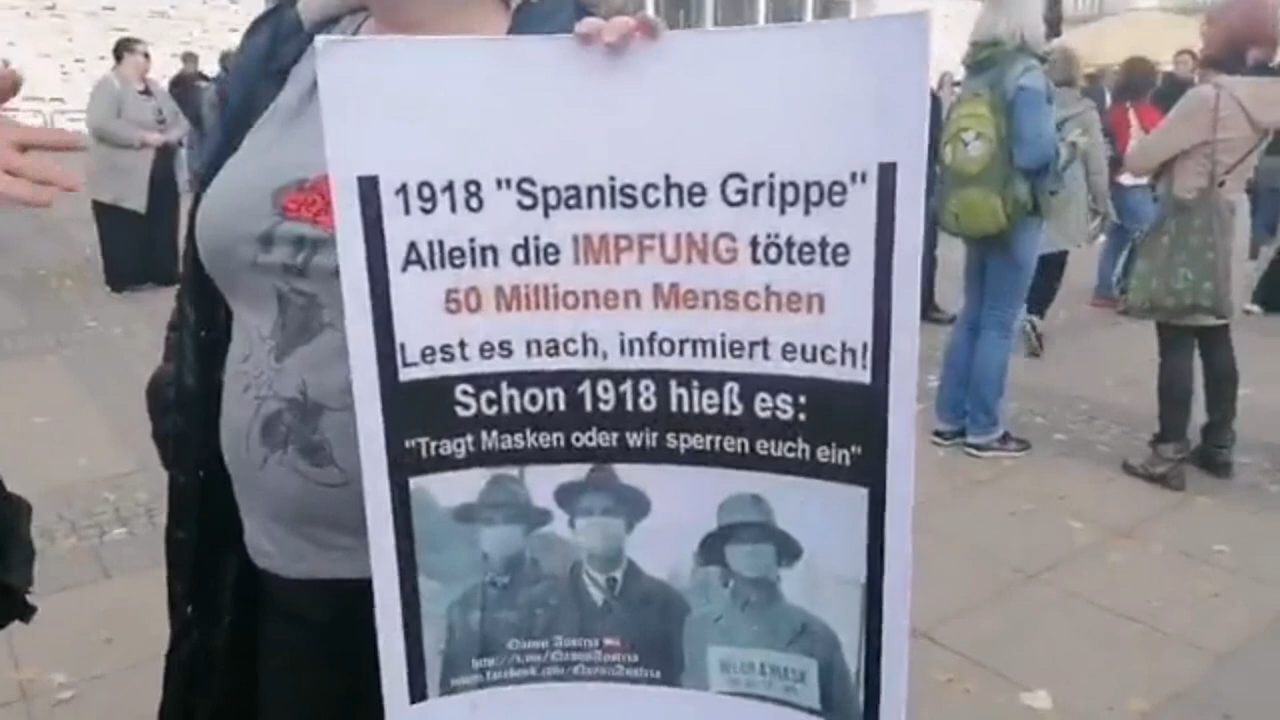 1918 "Spanische Grippe"
Allein die IMPFUNG tötete
50 Millionen Menschen
Lest es nach, informiert euch!
Schon 1918 hieß es:
"Tragt Masken oder wir sperren euch ein"
WEAR A MASK